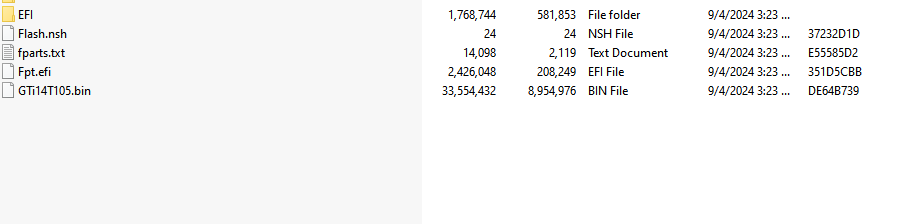 EFI 1,768,744 581,853 File folder 9/4/2024 3:23 ...
Flash.nsh 24 24 NSH File 9/4/2024 3:23 ... 37232D1D
fparts.txt 14,098 2,119 Text Document 9/4/2024 3:23 ... E55585D2
Fpt.efi 2,426,048 208,249 EFI File 9/4/2024 3:23 ... 351D5CBB
GTi14T105.bin 33,554,432 8,954,976 BIN File 9/4/2024 3:23 ... DE64B739